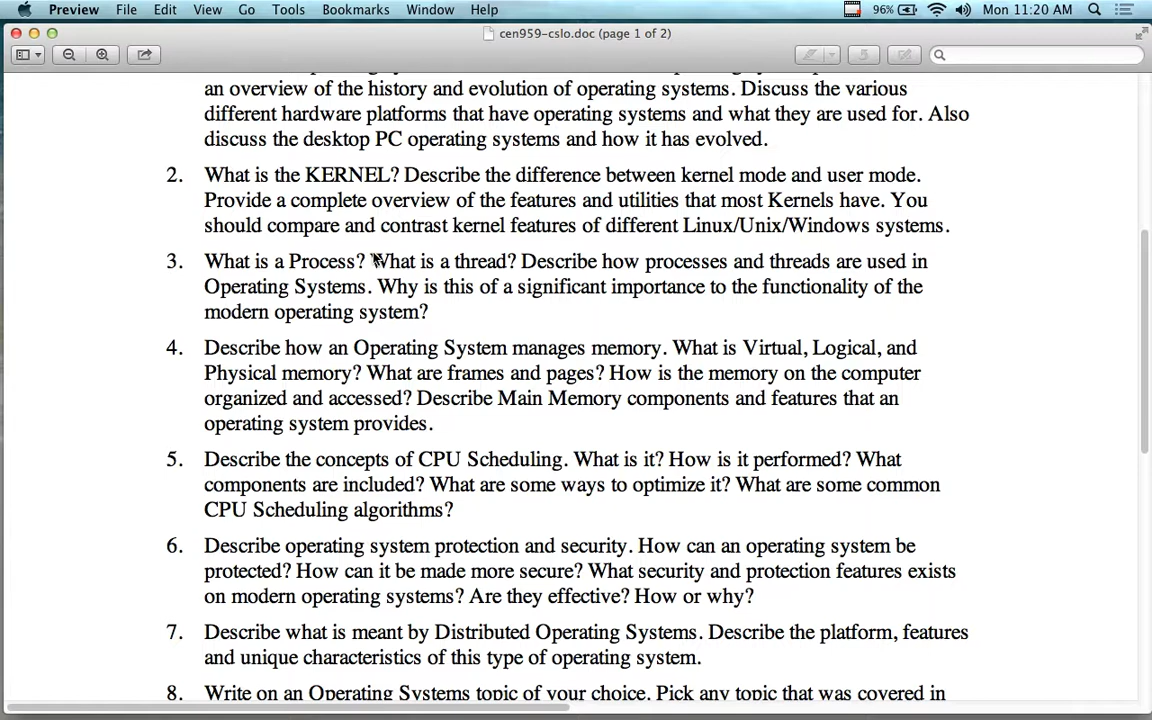 Preview File Edit View Go Tools Bookmarks Window Help 96% Mon 11:20 AM
cen959-cslo.doc (page 1 of 2)
an overview of the history and evolution of operating systems. Discuss the various
different hardware platforms that have operating systems and what they are used for. Also
discuss the desktop PC operating systems and how it has evolved.
2. What is the KERNEL? Describe the difference between kernel mode and user mode.
Provide a complete overview of the features and utilities that most Kernels have. You
should compare and contrast kernel features of different Linux/Unix/Windows systems.
3. What is a Process? What is a thread? Describe how processes and threads are used in
Operating Systems. Why is this of a significant importance to the functionality of the
modern operating system?
4. Describe how an Operating System manages memory. What is Virtual, Logical, and
Physical memory? What are frames and pages? How is the memory on the computer
organized and accessed? Describe Main Memory components and features that an
operating system provides.
5. Describe the concepts of CPU Scheduling. What is it? How is it performed? What
components are included? What are some ways to optimize it? What are some common
CPU Scheduling algorithms?
6. Describe operating system protection and security. How can an operating system be
protected? How can it be made more secure? What security and protection features exists
on modern operating systems? Are they effective? How or why?
7. Describe what is meant by Distributed Operating Systems. Describe the platform, features
and unique characteristics of this type of operating system.
8. Write on an Operating Systems topic of your choice. Pick any topic that was covered in